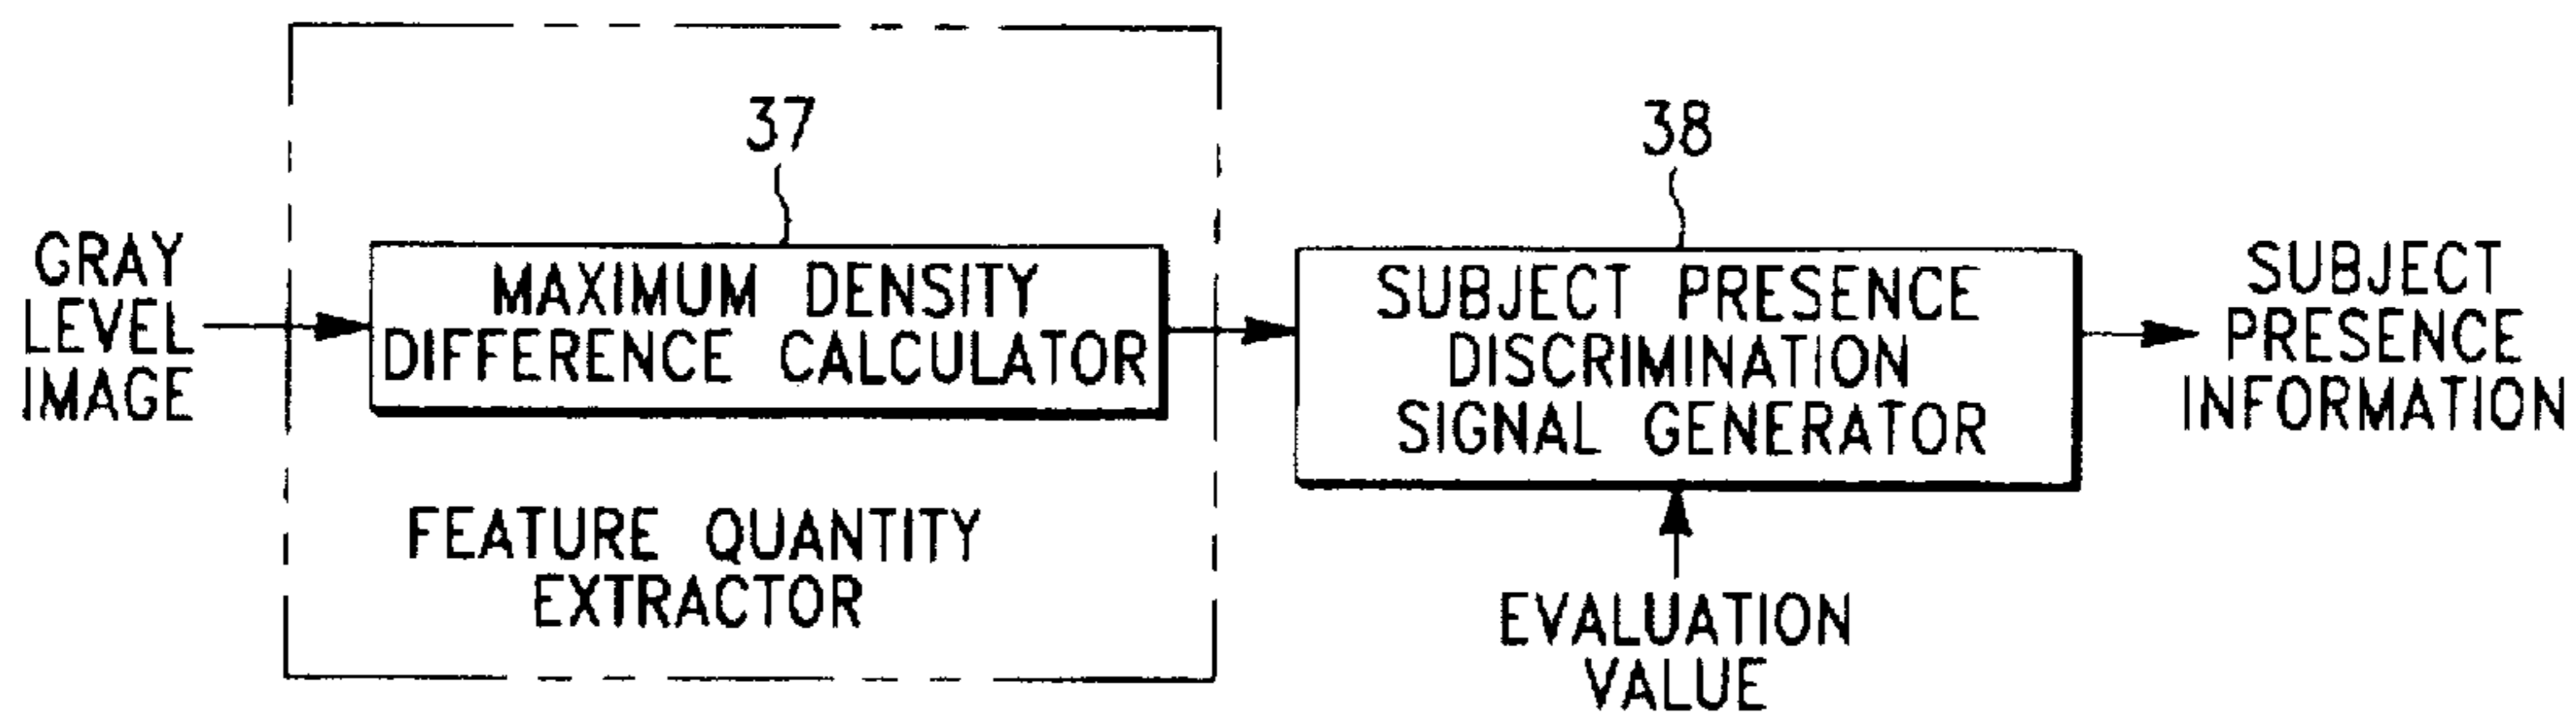 37
38
GRAY
LEVEL
IMAGE
MAXIMUM DENSITY
DIFFERENCE CALCULATOR
SUBJECT PRESENCE
DISCRIMINATION
SIGNAL GENERATOR
SUBJECT
PRESENCE
INFORMATION
FEATURE QUANTITY
EXTRACTOR
EVALUATION
VALUE